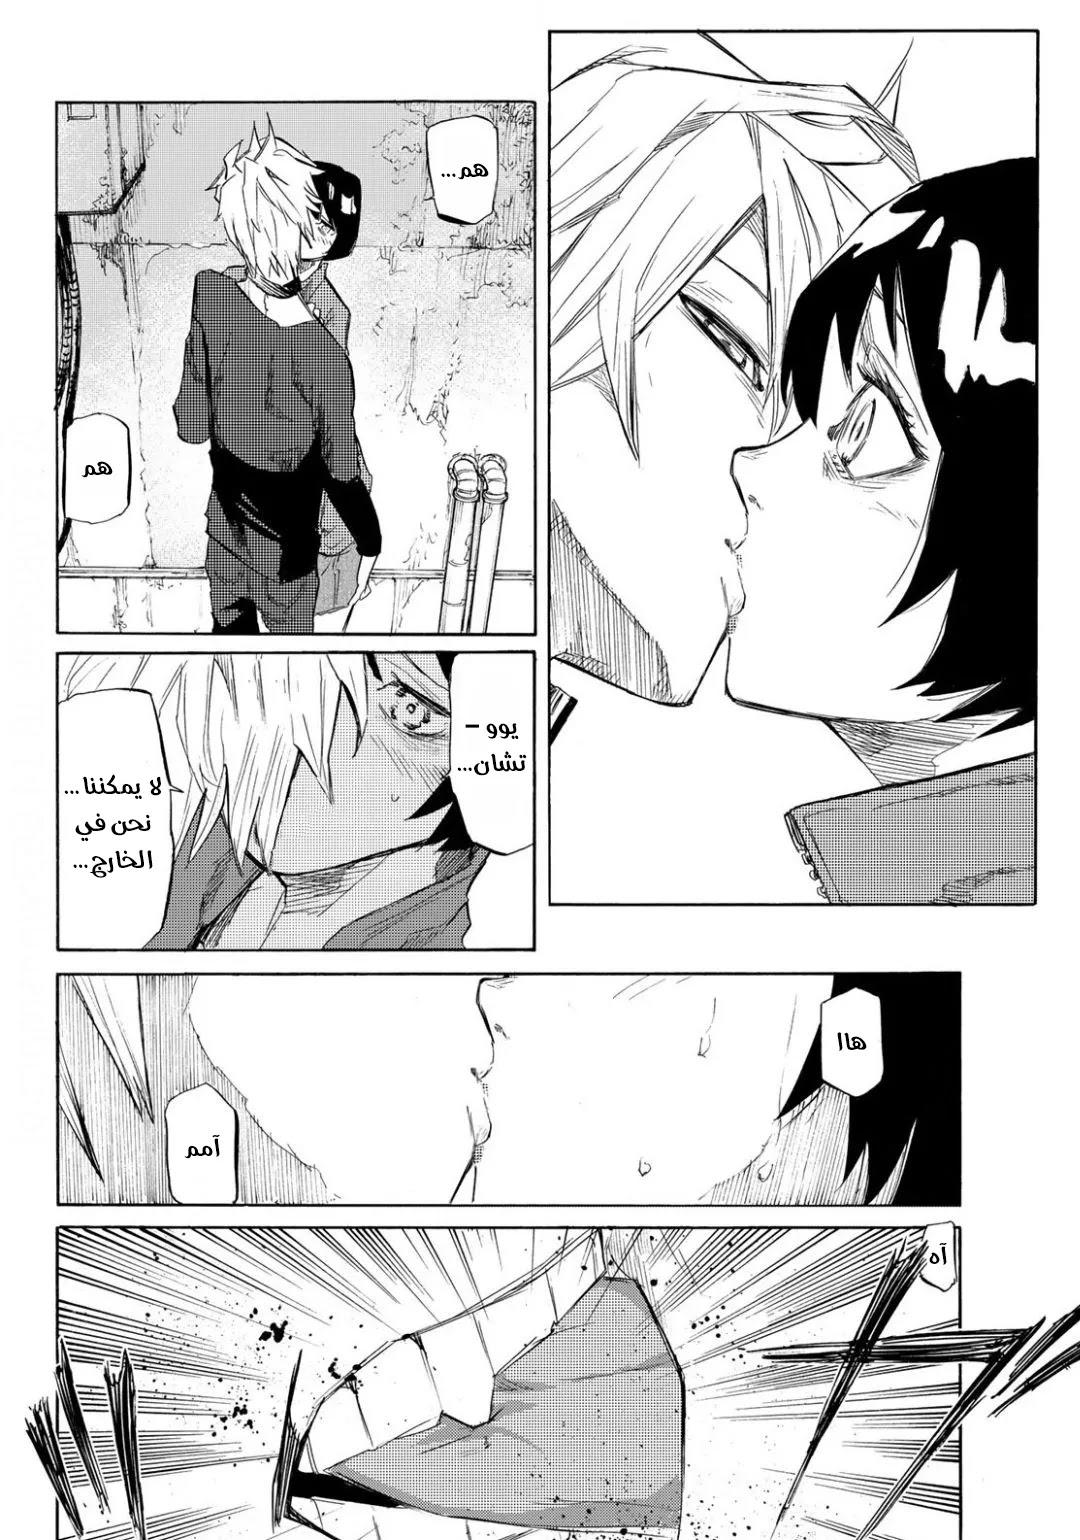 هم ...
هم
يوو –
تشان...
لا يمكننا ...
نحن في
الخارج...
هاا
آمم
آه